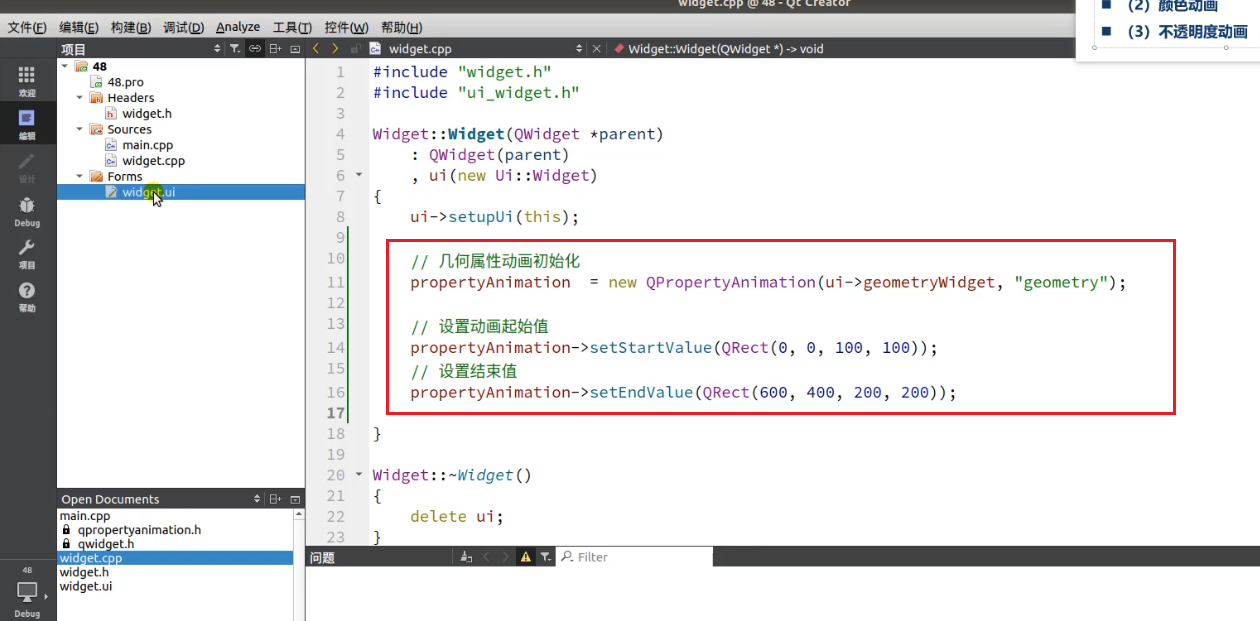 widget.cpp @ 48 - Qt Creator
(2) 颜色动画
(3) 不透明度动画
文件(F) 编辑(E) 构建(B) 调试(D) Analyze 工具(T) 控件(W) 帮助(H)
项目
widget.cpp
Widget::Widget(QWidget *) -> void
欢迎
编辑
设计
Debug
项目
帮助
48
48.pro
Headers
widget.h
Sources
main.cpp
widget.cpp
Forms
widget.ui
1 #include "widget.h"
2 #include "ui_widget.h"
3
4 Widget::Widget(QWidget *parent)
5 : QWidget(parent)
6 , ui(new Ui::Widget)
7 {
8 ui->setupUi(this);
9
10 // 几何属性动画初始化
11 propertyAnimation  = new QPropertyAnimation(ui->geometryWidget, "geometry");
12
13 // 设置动画起始值
14 propertyAnimation->setStartValue(QRect(0, 0, 100, 100));
15 // 设置结束值
16 propertyAnimation->setEndValue(QRect(600, 400, 200, 200));
17
18 }
19
20 Widget::~Widget()
21 {
22 delete ui;
23 }
Open Documents
main.cpp
qpropertyanimation.h
qwidget.h
widget.cpp
widget.h
widget.ui
48
Debug
问题
Filter